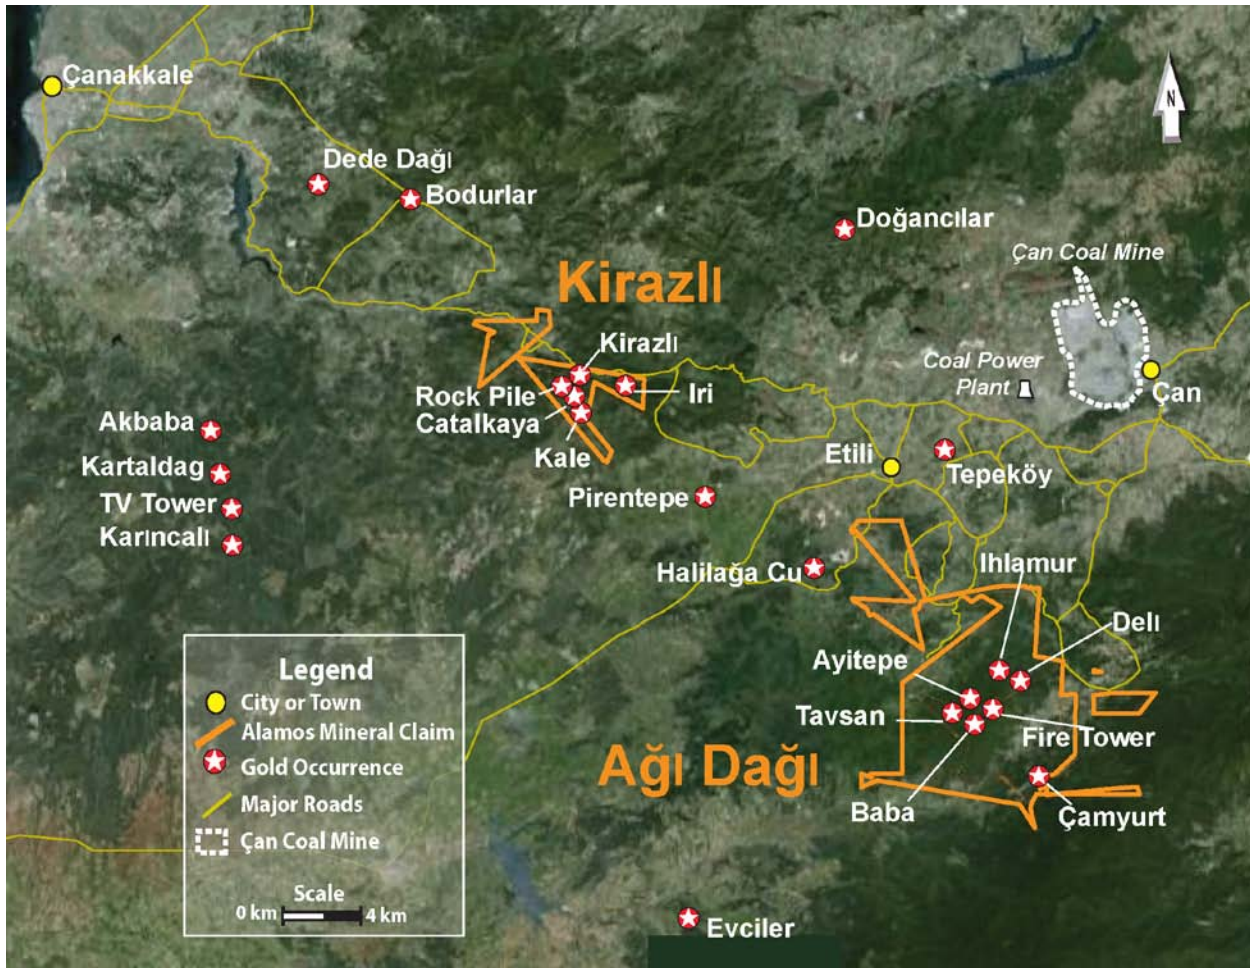 Çanakkale
N
Dede Dağı
Bodurlar
Doğancılar
Çan Coal Mine
Kirazlı
Kirazlı
Coal Power
Plant
Çan
Rock Pile
Iri
Catalkaya
Kale
Akbaba
Kartaldag
TV Tower
Karıncalı
Etili
Tepeköy
Pirentepe
Halilağa Cu
Ihlamur
Delı
Ayitepe
Tavsan
Fire Tower
Ağı Dağı
Baba
Çamyurt
Evciler
Legend
City or Town
Alamos Mineral Claim
Gold Occurrence
Major Roads
Çan Coal Mine
Scale
0 km 4 km